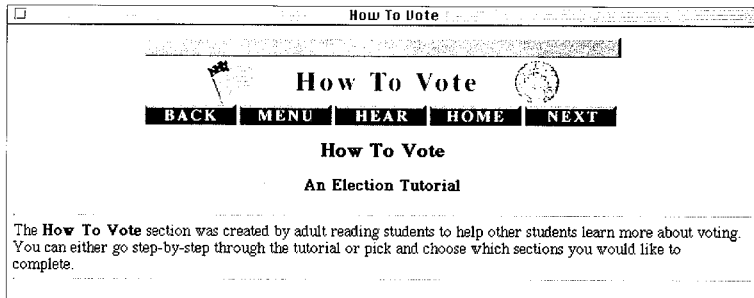 How To Vote
How To Vote
BACK MENU HEAR HOME NEXT
How To Vote
An Election Tutorial
The How To Vote section was created by adult reading students to help other students learn more about voting.
You can either go step-by-step through the tutorial or pick and choose which sections you would like to
complete.